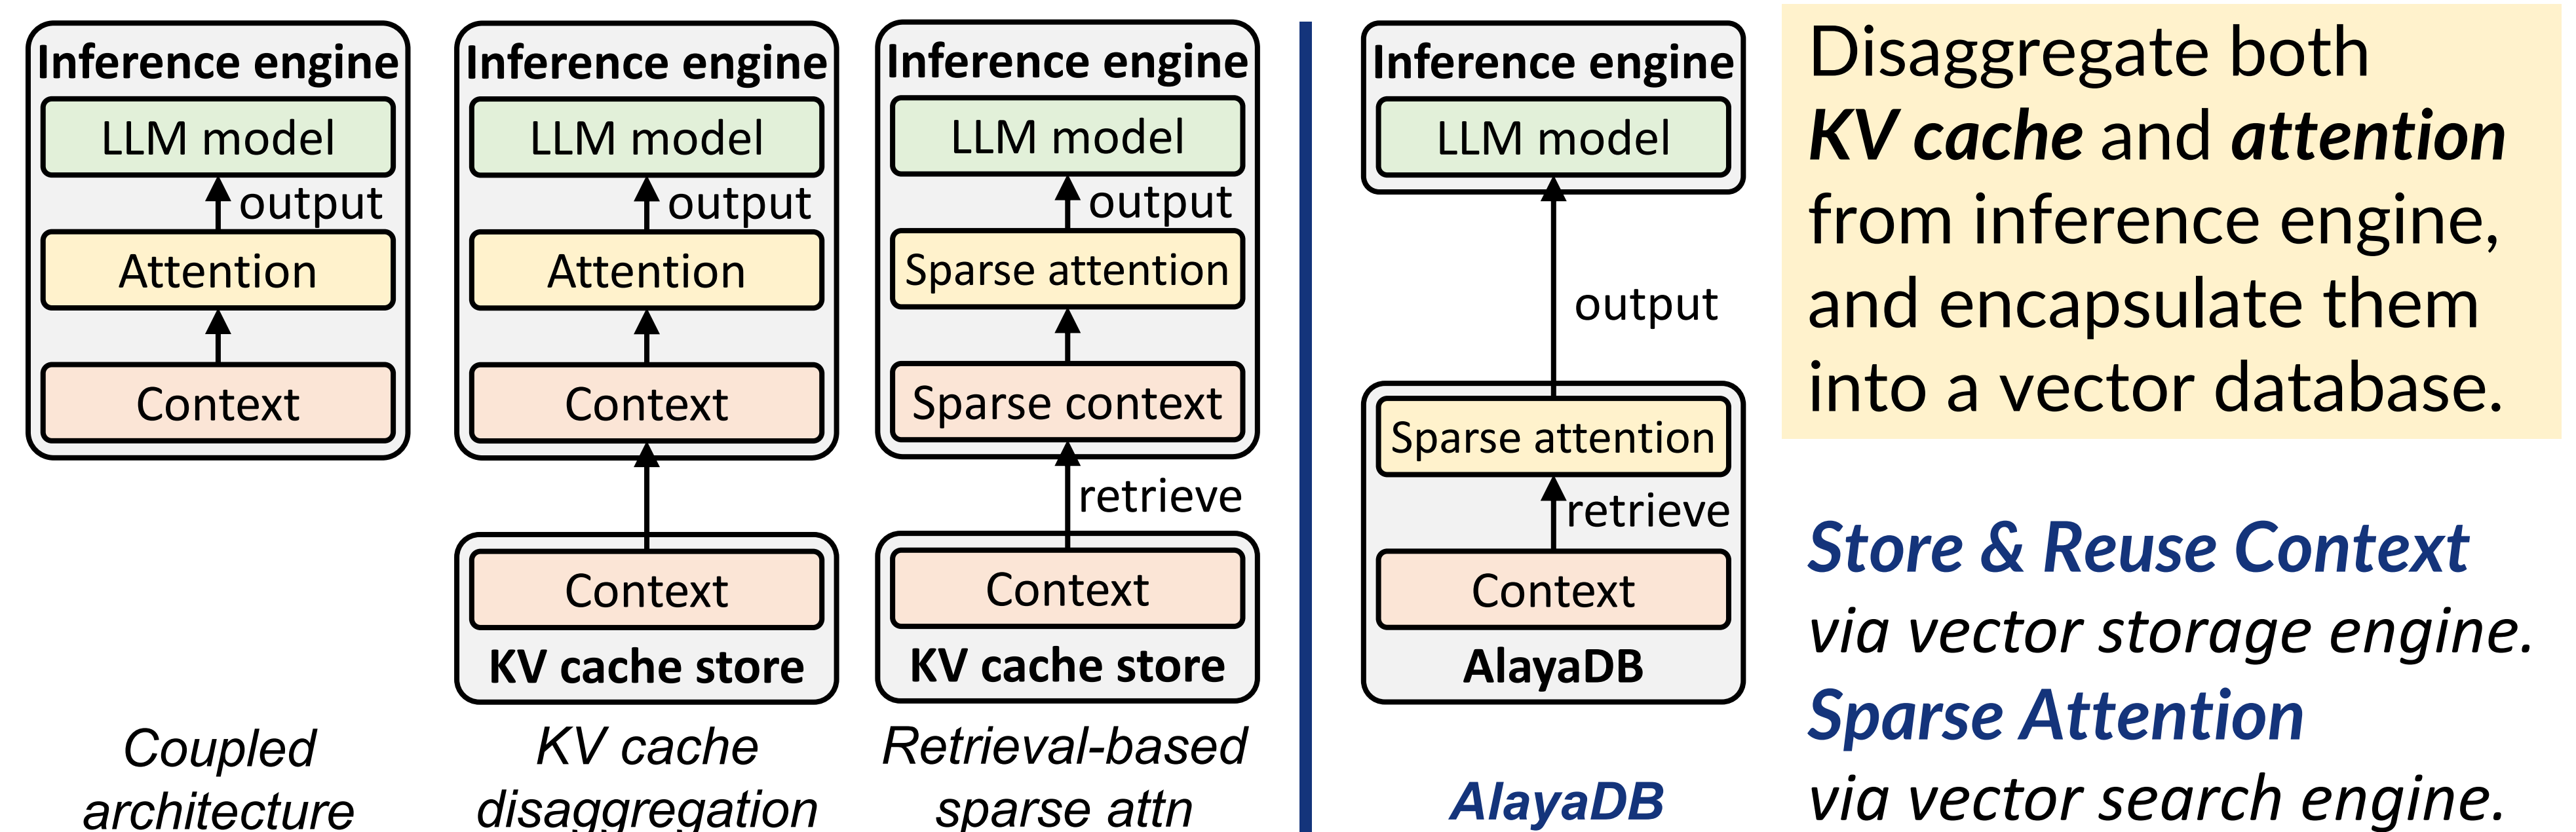 Inference engine
LLM model
output
Attention
Context
Coupled
architecture
Inference engine
LLM model
output
Attention
Context
Context
KV cache store
KV cache
disaggregation
Inference engine
LLM model
output
Sparse attention
Sparse context
retrieve
Context
KV cache store
Retrieval-based
sparse attn
Inference engine
LLM model
output
Sparse attention
retrieve
Context
AlayaDB
AlayaDB
Disaggregate both
KV cache and attention
from inference engine,
and encapsulate them
into a vector database.
Store & Reuse Context
via vector storage engine.
Sparse Attention
via vector search engine.